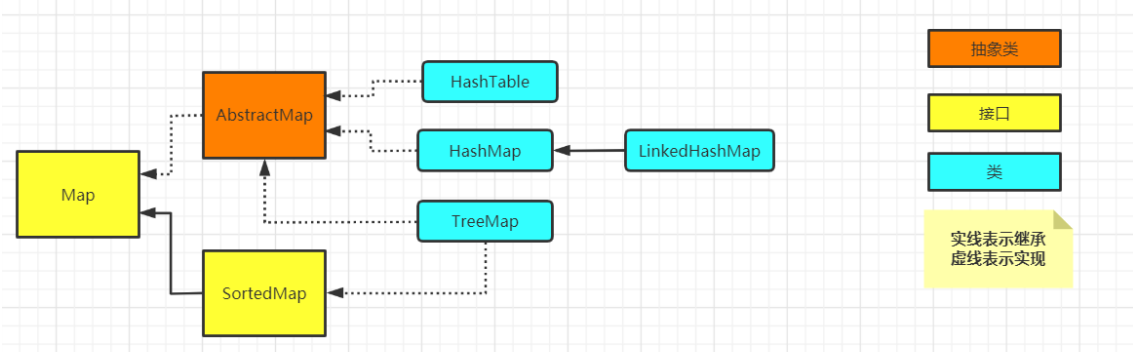 HashTable
AbstractMap
HashMap
LinkedHashMap
Map
TreeMap
SortedMap
抽象类
接口
类
实线表示继承
虚线表示实现